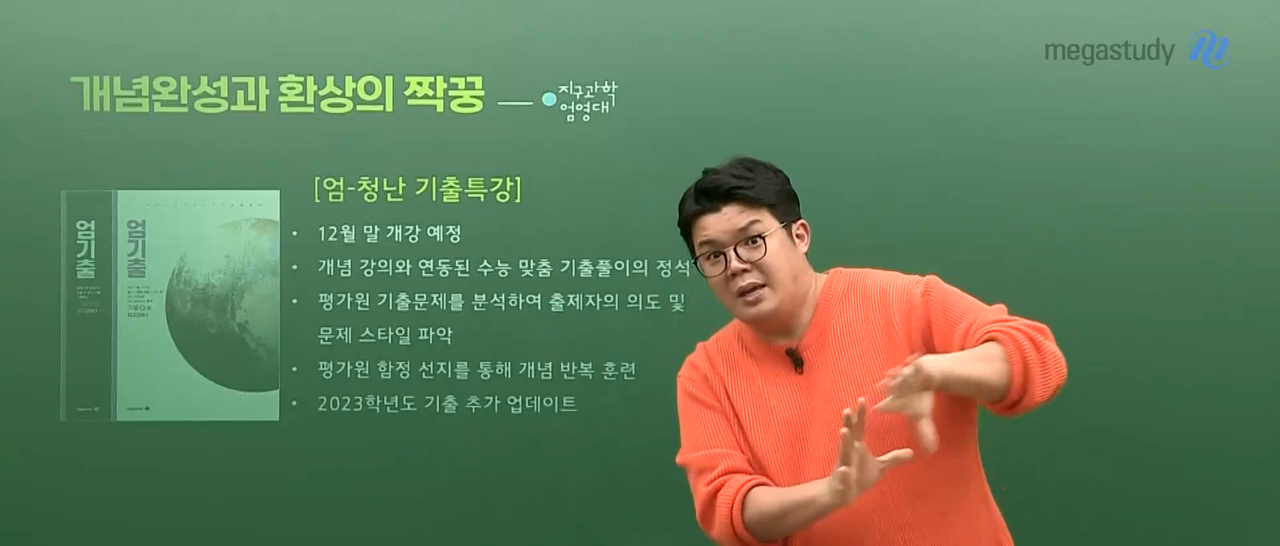 megastudy
개념완성과 환상의 짝꿍
지구과학
엄영대
[엄-청난 기출특강]
• 12월 말 개강 예정
• 개념 강의와 연동된 수능 맞춤 기출풀이의 정석
• 평가원 기출문제를 분석하여 출제자의 의도 및
문제 스타일 파악
• 평가원 함정 선지를 통해 개념 반복 훈련
• 2023학년도 기출 추가 업데이트
엄기출
엄기출